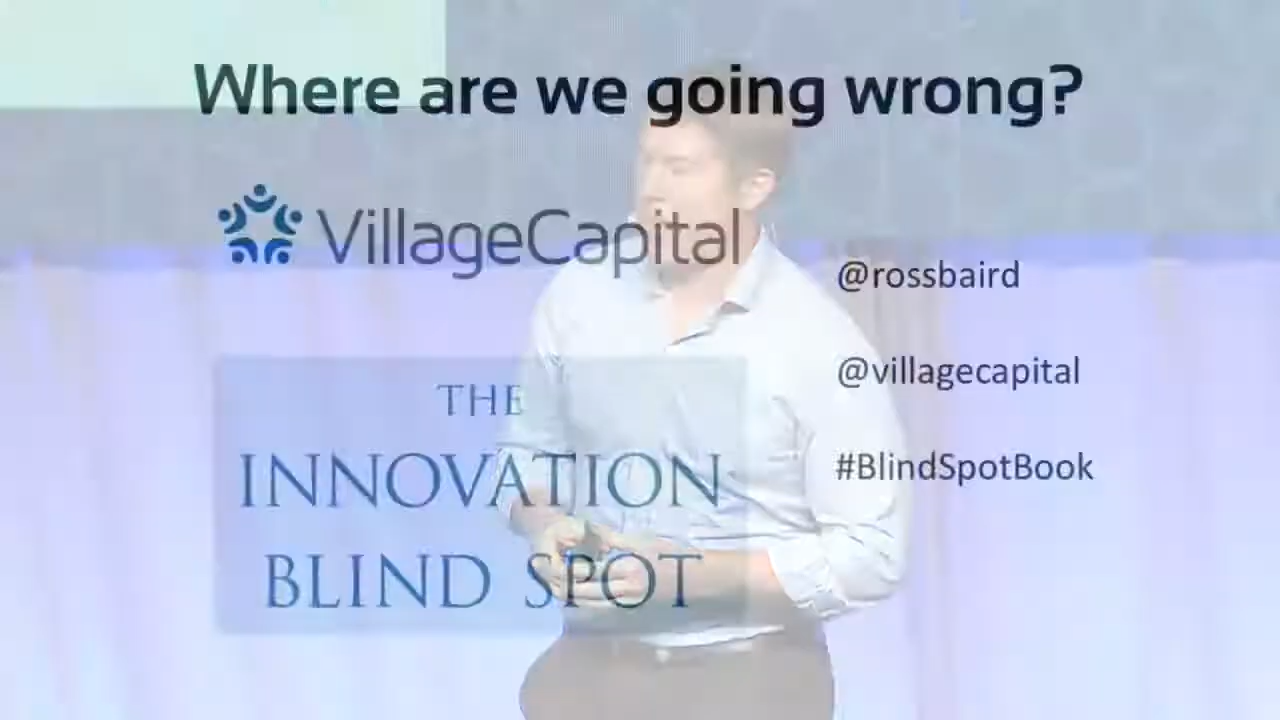 Where are we going wrong?
VillageCapital
@rossbaird
@villagecapital
THE
INNOVATION
BLIND SPOT
#BlindSpotBook